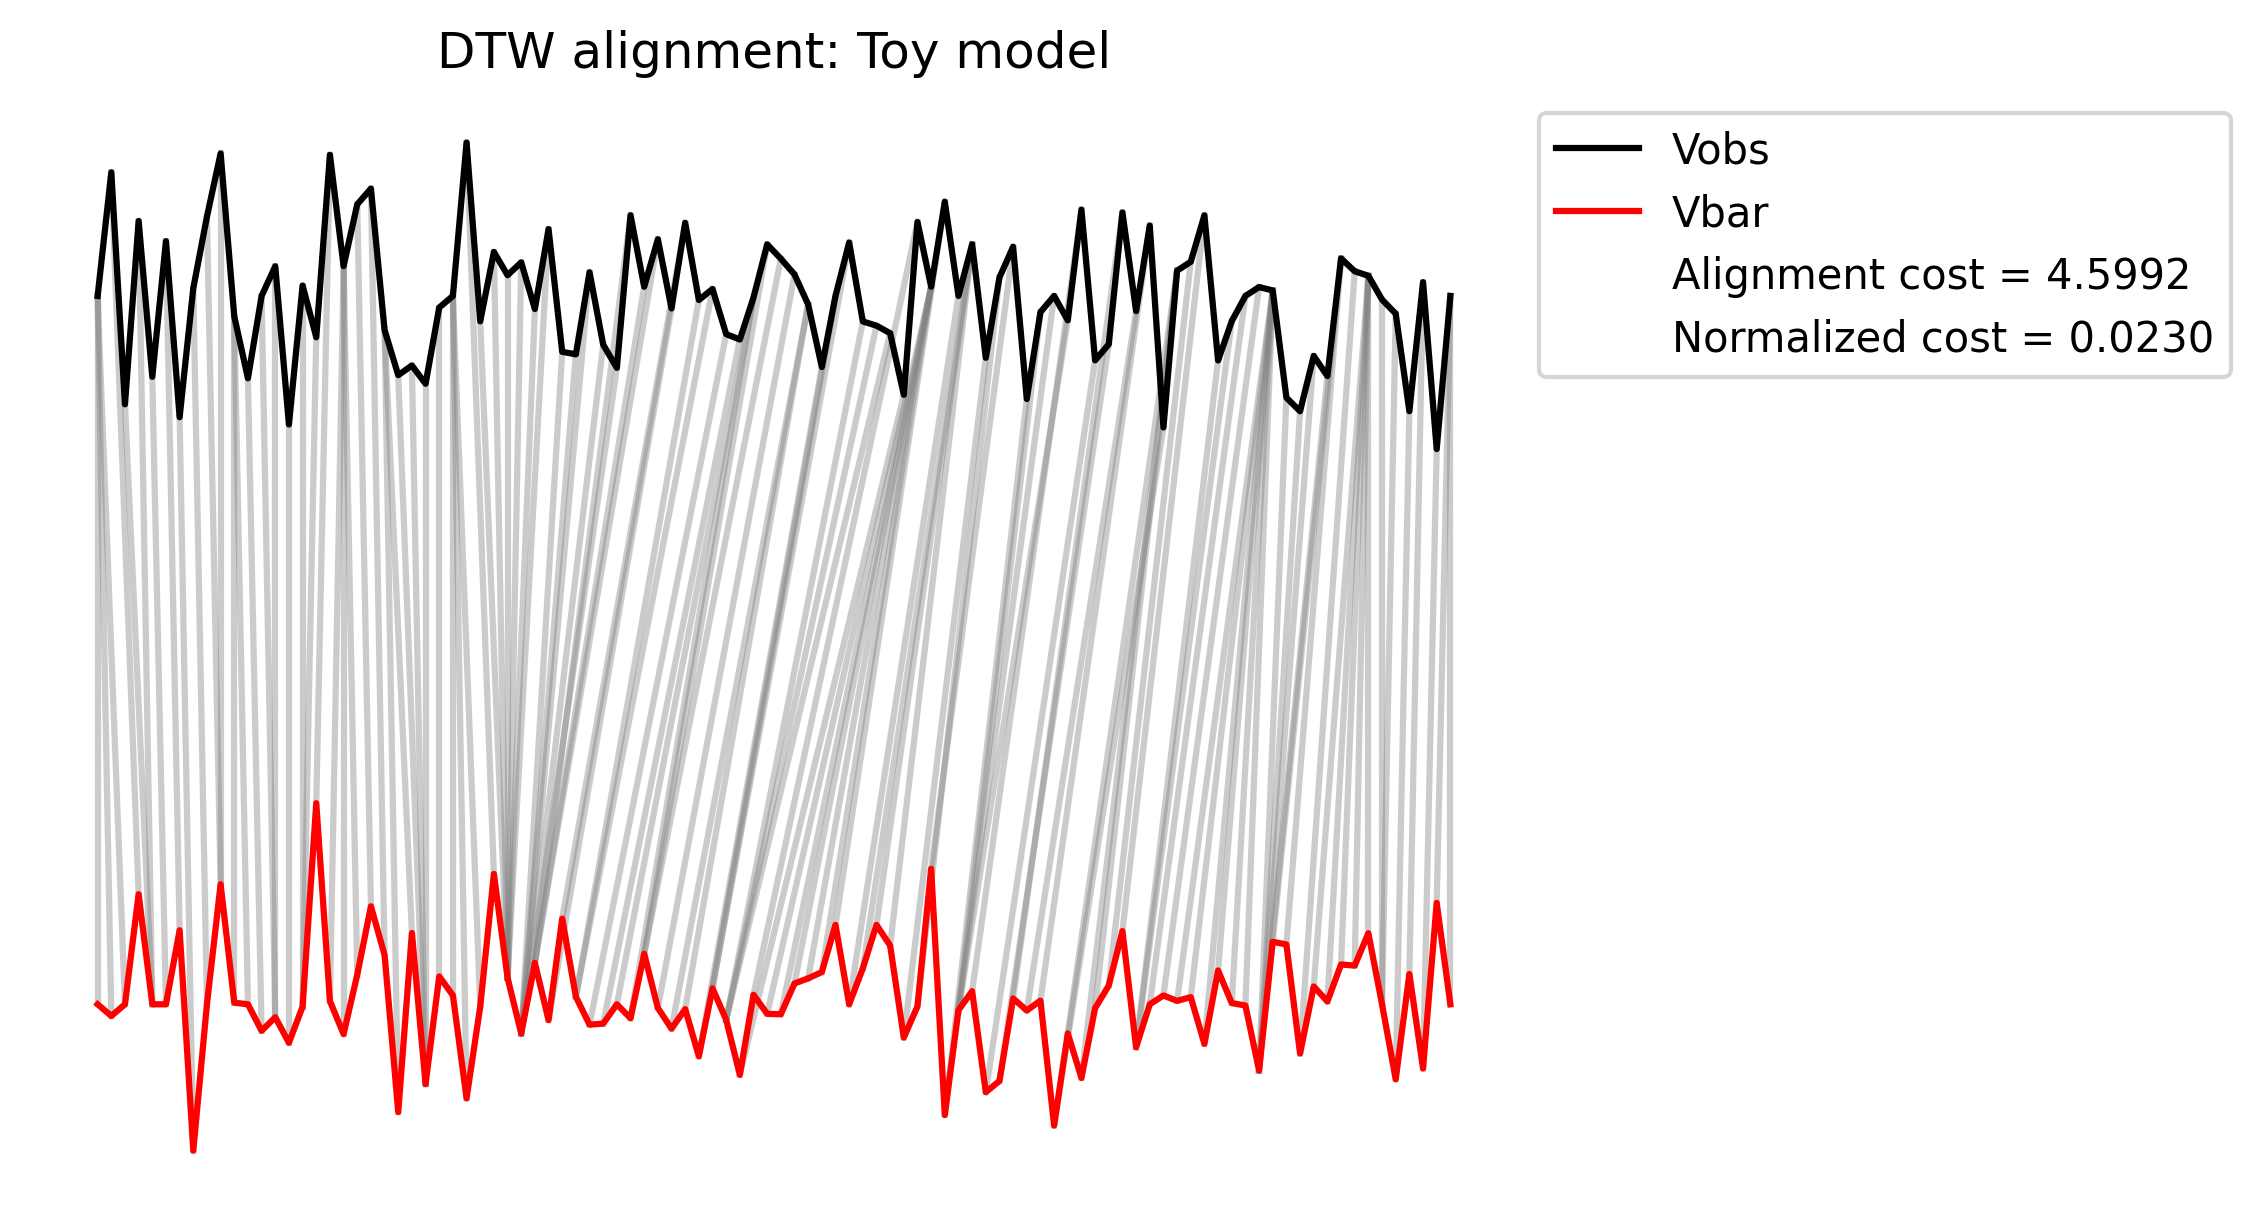 DTW alignment: Toy model
Vobs
Vbar
Alignment cost = 4.5992
Normalized cost = 0.0230